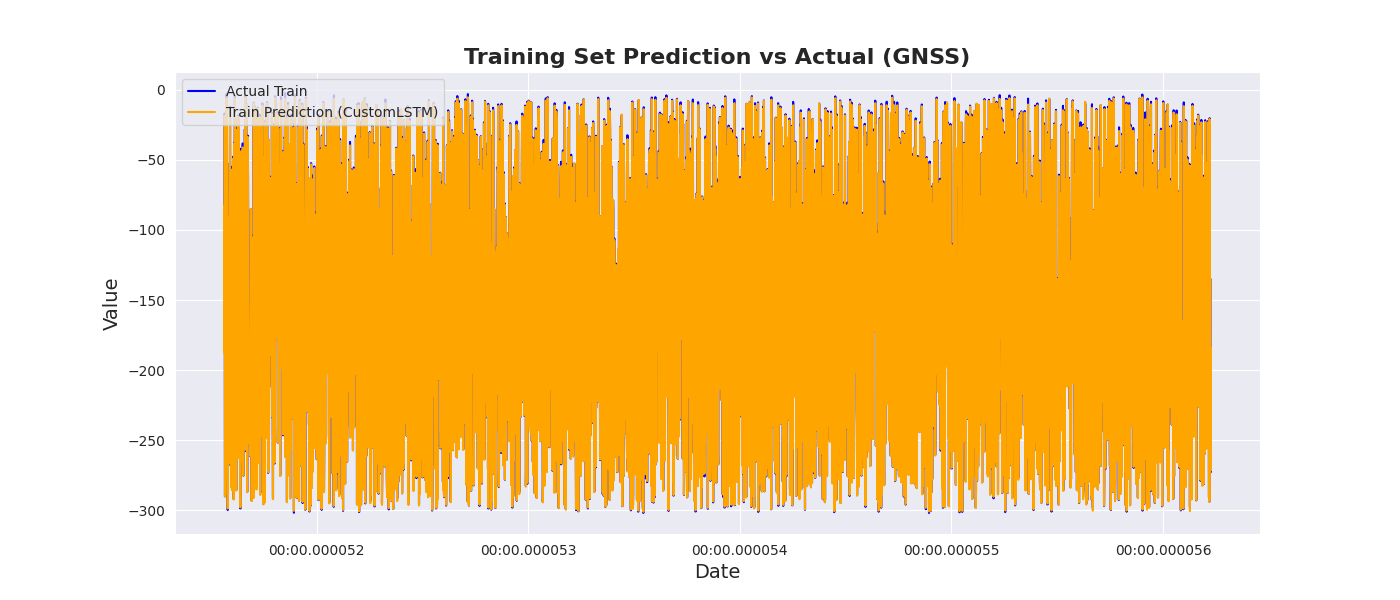 Training Set Prediction vs Actual (GNSS)
Actual Train
Train Prediction (CustomLSTM)
Value
0
−50
−100
−150
−200
−250
−300
00:00.000052 00:00.000053 00:00.000054 00:00.000055 00:00.000056
Date